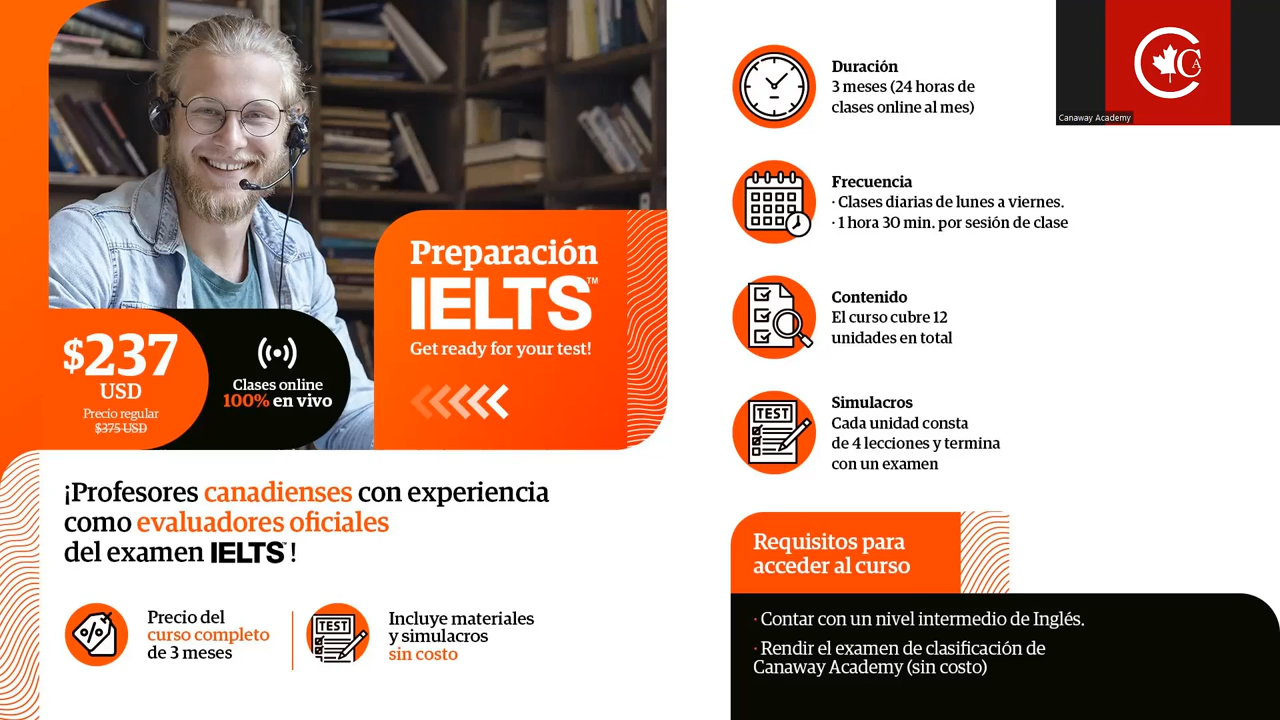 Preparación
IELTS™
Get ready for your test!
$237
USD
Precio regular
$375 USD
Clases online
100% en vivo
¡Profesores canadienses con experiencia
como evaluadores oficiales
del examen IELTS™!
Precio del
curso completo
de 3 meses
TEST
Incluye materiales
y simulacros
sin costo
Duración
3 meses (24 horas de
clases online al mes)
Frecuencia
· Clases diarias de lunes a viernes.
· 1 hora 30 min. por sesión de clase
Contenido
El curso cubre 12
unidades en total
TEST
Simulacros
Cada unidad consta
de 4 lecciones y termina
con un examen
Requisitos para
acceder al curso
· Contar con un nivel intermedio de Inglés.
· Rendir el examen de clasificación de
Canaway Academy (sin costo)
CA
Canaway Academy